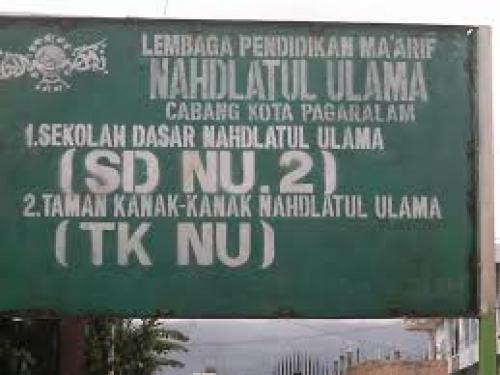 LEMBAGA PENDIDIKAN MA'ARIF
NAHDLATUL ULAMA
CABANG KOTA PAGARALAM
1.SEKOLAH DASAR NAHDLATUL ULAMA
(SD NU.2)
2.TAMAN KANAK-KANAK NAHDLATUL ULAMA
(TK NU)